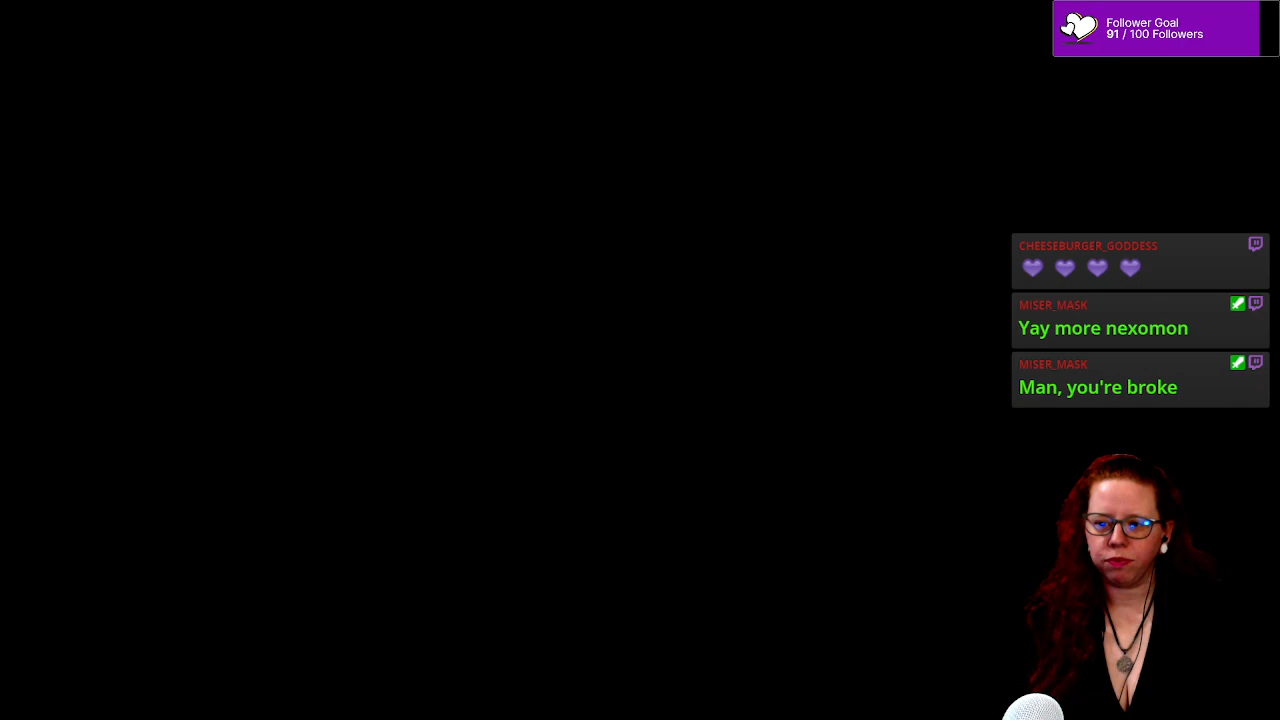 Follower Goal
91 / 100 Followers
CHEESEBURGER_GODDESS
MISER_MASK
Yay more nexomon
MISER_MASK
Man, you're broke